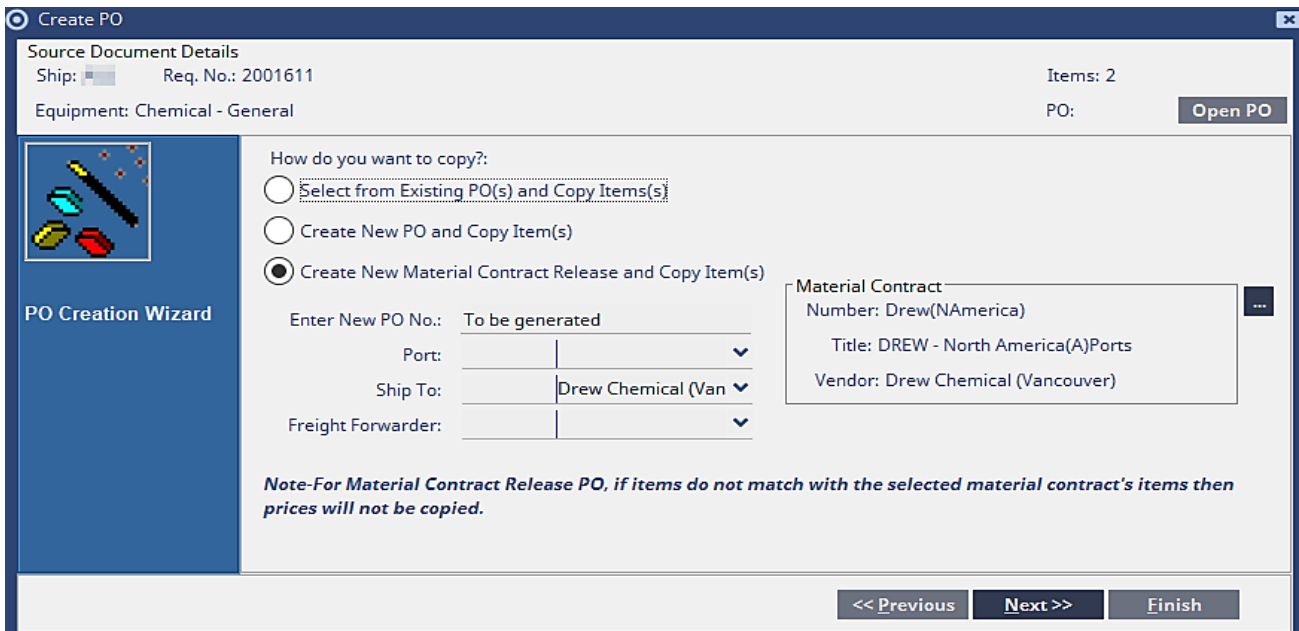 Create PO
Source Document Details
Ship: Req. No.: 2001611 Items: 2
Equipment: Chemical - General PO: Open PO
How do you want to copy?:
Select from Existing PO(s) and Copy Items(s)
Create New PO and Copy Item(s)
Create New Material Contract Release and Copy Item(s)
PO Creation Wizard
Material Contract
Number: Drew(NAmerica)
Title: DREW - North America(A)Ports
Vendor: Drew Chemical (Vancouver)
...
Enter New PO No.: To be generated
Port:
Ship To: Drew Chemical (Van
Freight Forwarder:
Note-For Material Contract Release PO, if items do not match with the selected material contract's items then
prices will not be copied.
<< Previous Next >> Finish